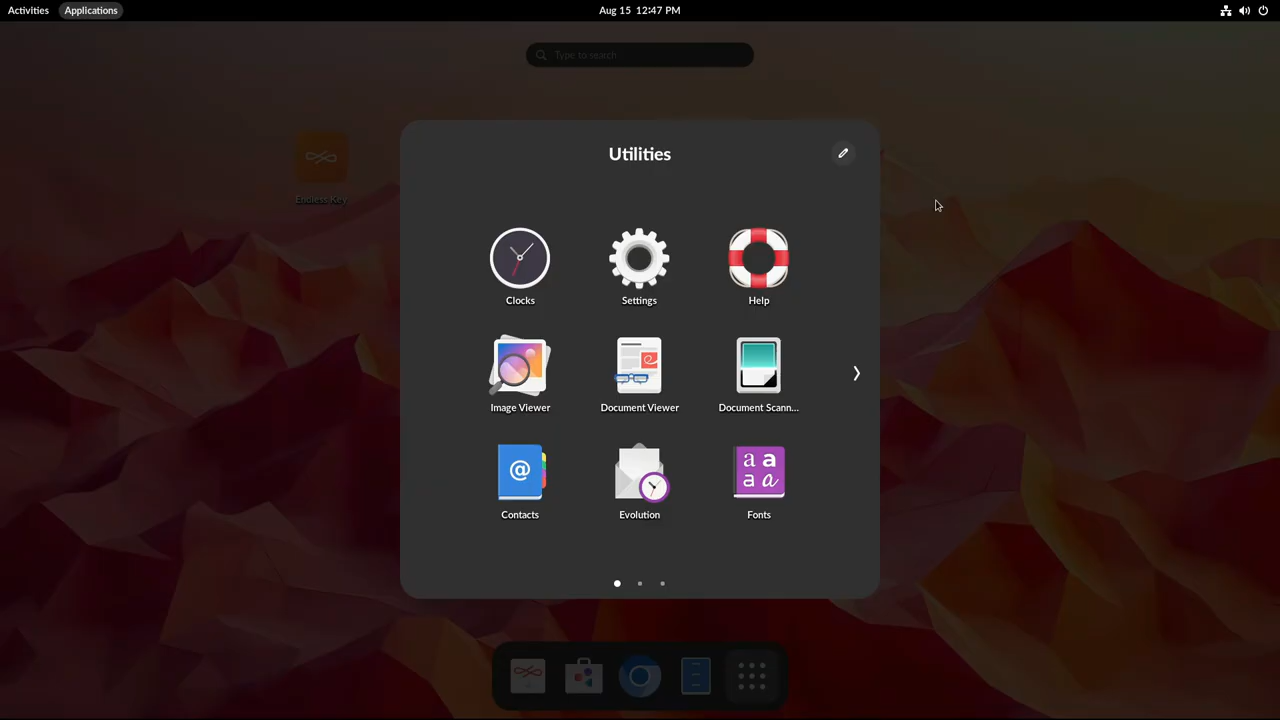 Activities
Applications
Aug 15 12:47 PM
Type to search
Endless Key
Utilities
Clocks
Settings
Help
Image Viewer
Document Viewer
Document Scann...
Contacts
Evolution
Fonts